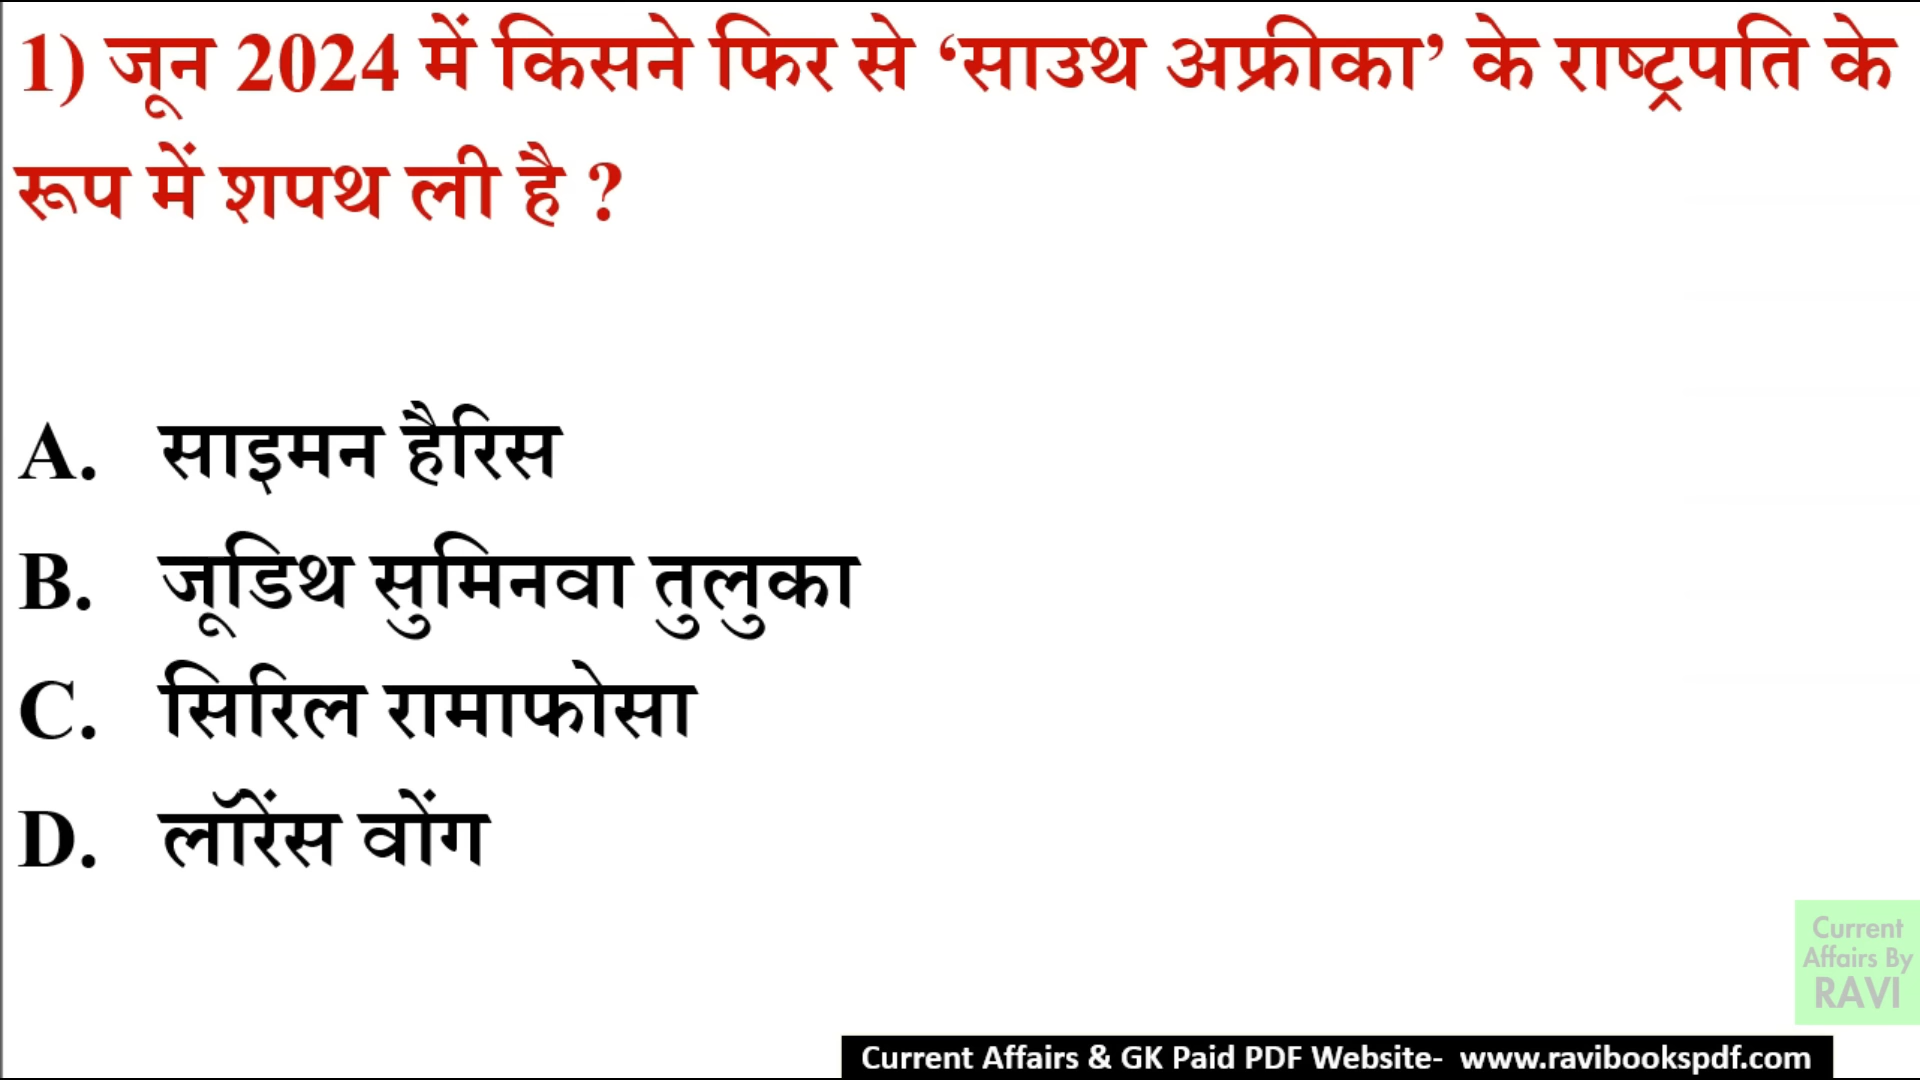 1) जून 2024 में किसने फिर से ‘साउथ अफ्रीका’ के राष्ट्रपति के
रूप में शपथ ली है ?
A. साइमन हैरिस
B. जूडिथ सुमिनवा तुलुका
C. सिरिल रामाफोसा
D. लॉरेंस वोंग
Current
Affairs By
RAVI
Current Affairs & GK Paid PDF Website- www.ravibookspdf.com